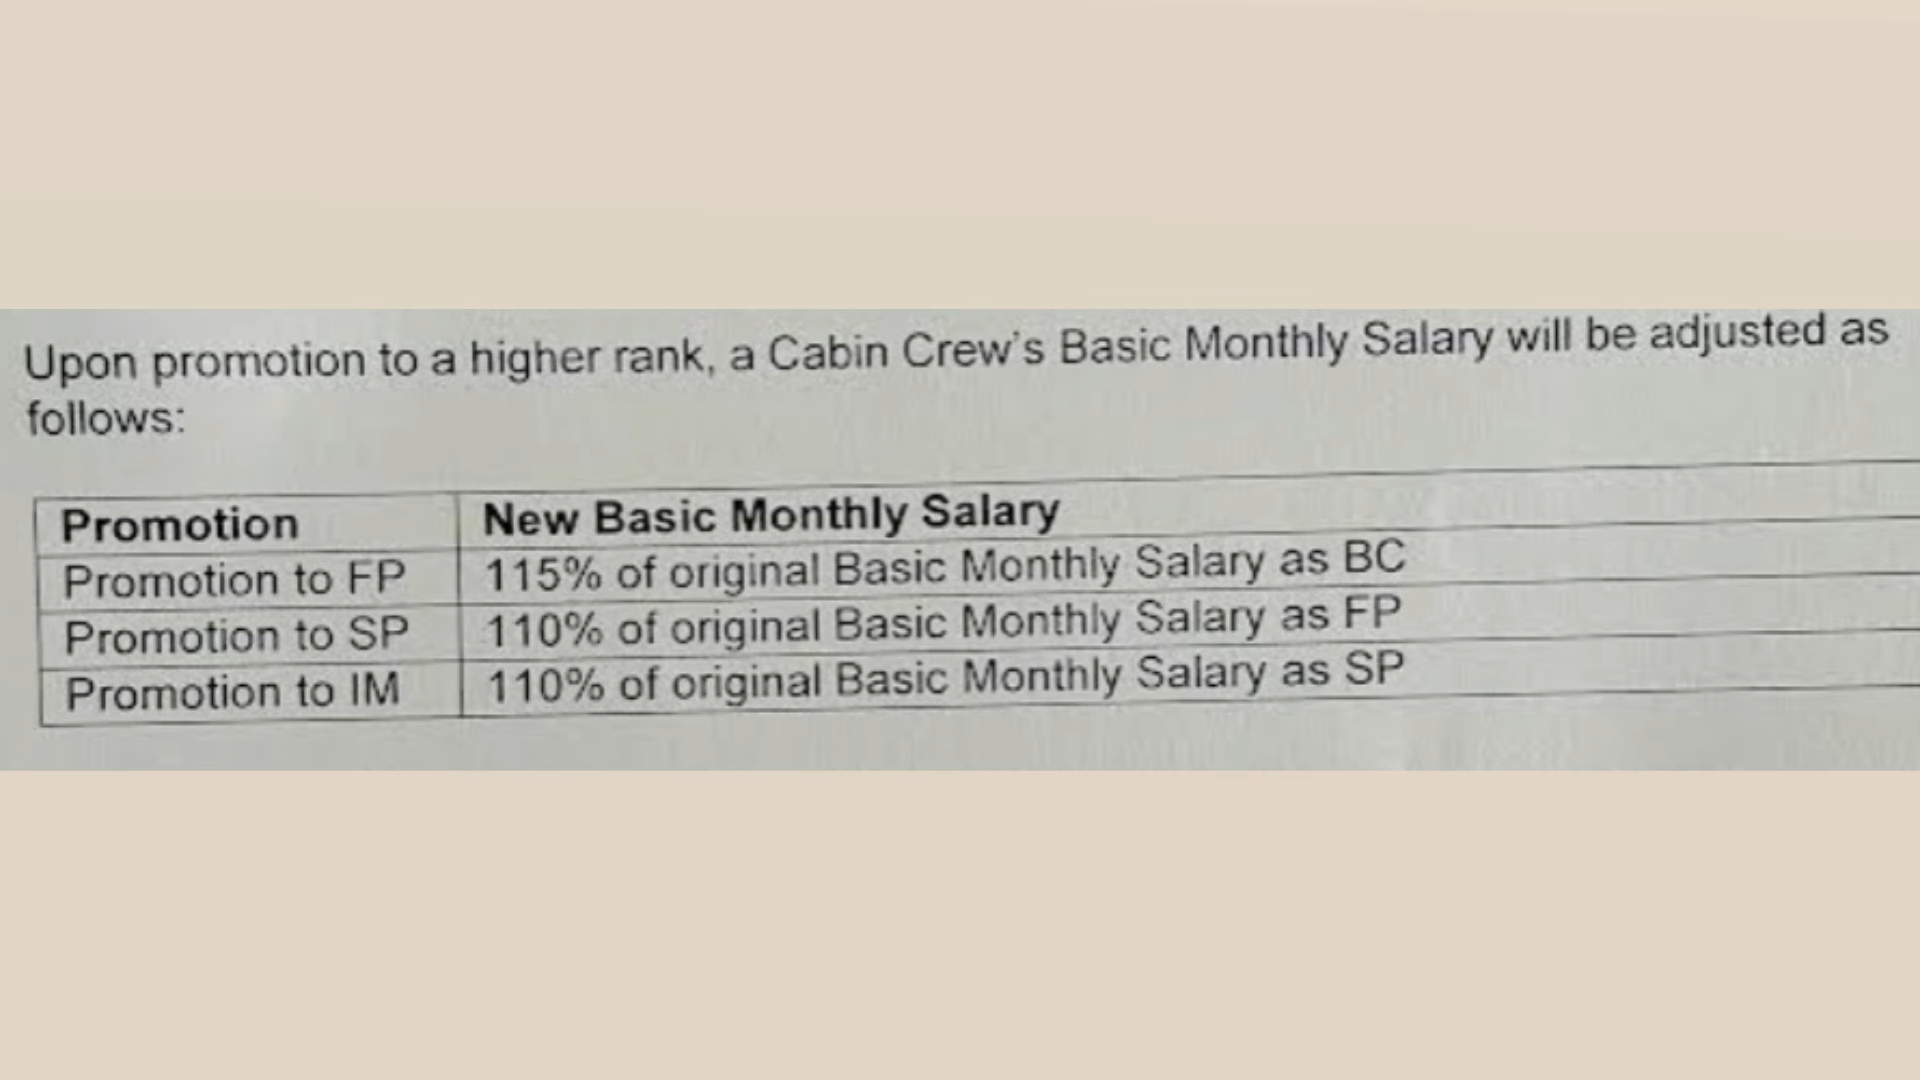 Upon promotion to a higher rank, a Cabin Crew's Basic Monthly Salary will be adjusted as
follows:
Promotion New Basic Monthly Salary
Promotion to FP 115% of original Basic Monthly Salary as BC
Promotion to SP 110% of original Basic Monthly Salary as FP
Promotion to IM 110% of original Basic Monthly Salary as SP